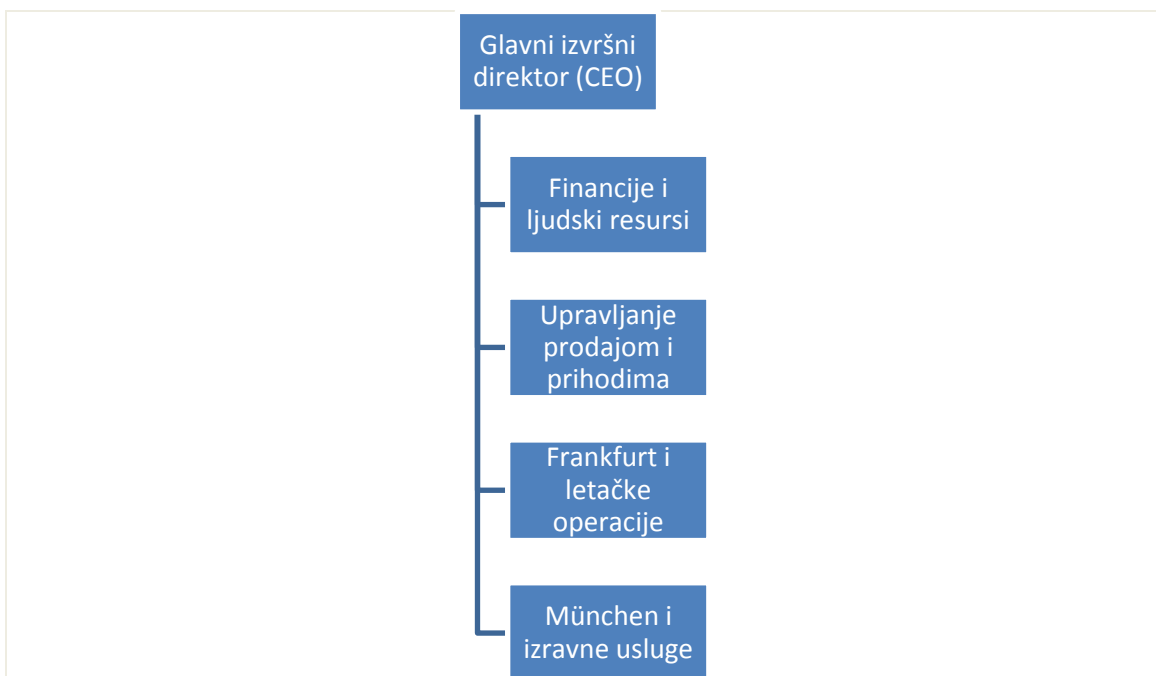 Glavni izvršni
direktor (CEO)
Financije i
ljudski resursi
Upravljanje
prodajom i
prihodima
Frankfurt i
letačke
operacije
München i
izravne usluge